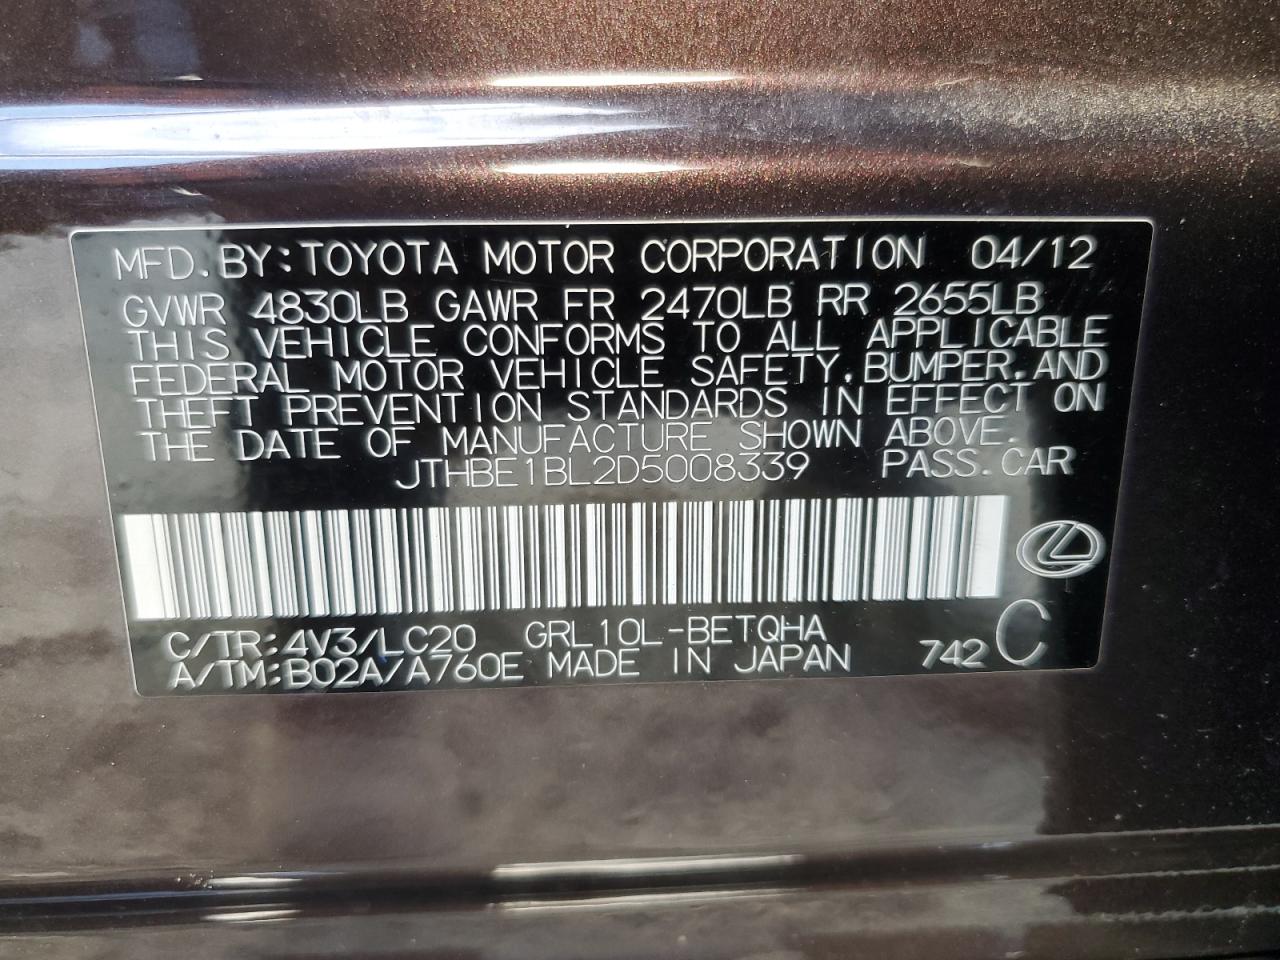 MFD. BY: TOYOTA MOTOR CORPORATION 04/12
GVWR 4830LB GAWR FR 2470LB RR 2655LB
THIS VEHICLE CONFORMS TO ALL APPLICABLE
FEDERAL MOTOR VEHICLE SAFETY, BUMPER, AND
THEFT PREVENTION STANDARDS IN EFFECT ON
THE DATE OF MANUFACTURE SHOWN ABOVE.
JTHBE1BL2D5008339 PASS. CAR
C/TR: 4V3/LC20 GRL10L-BETQHA
A/TM: B02A/A760E MADE IN JAPAN 742 C